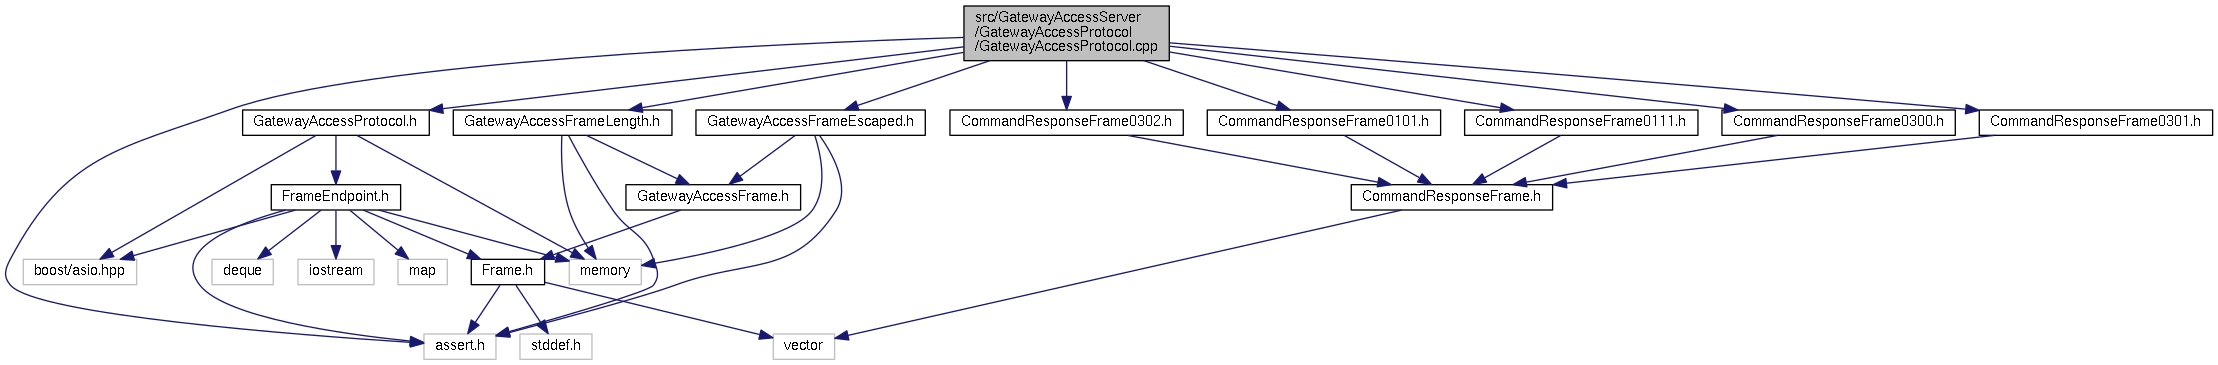 src/GatewayAccessServer
/GatewayAccessProtocol
/GatewayAccessProtocol.cpp
GatewayAccessProtocol.h
GatewayAccessFrameLength.h
GatewayAccessFrameEscaped.h
CommandResponseFrame0302.h
CommandResponseFrame0101.h
CommandResponseFrame0111.h
CommandResponseFrame0300.h
CommandResponseFrame0301.h
FrameEndpoint.h
GatewayAccessFrame.h
CommandResponseFrame.h
boost/asio.hpp
deque
iostream
map
Frame.h
memory
assert.h
stddef.h
vector